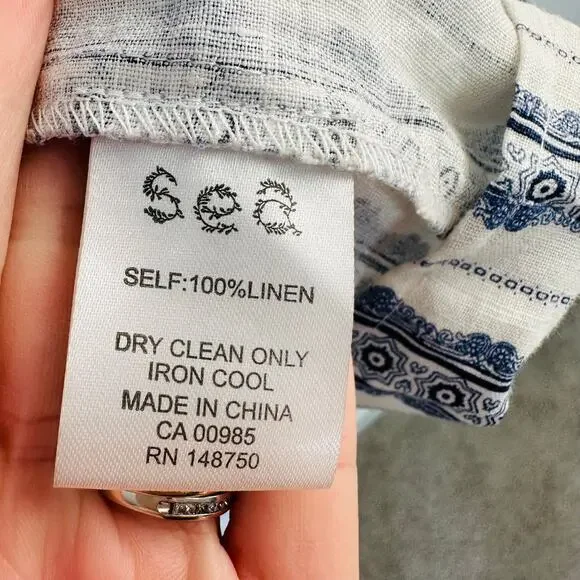 Sea
SELF:100%LINEN
DRY CLEAN ONLY
IRON COOL
MADE IN CHINA
CA 00985
RN 148750